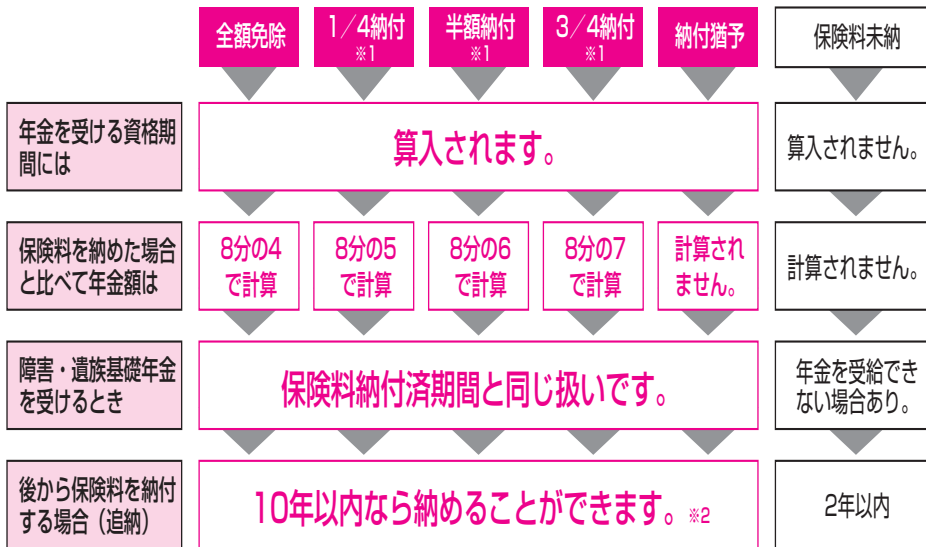 全額免除
1/4納付
※1
半額納付
※1
3/4納付
※1
納付猶予
保険料未納
年金を受ける資格期
間には
算入されます。
算入されません。
保険料を納めた場合
と比べて年金額は
8分の4
で計算
8分の5
で計算
8分の6
で計算
8分の7
で計算
計算され
ません。
計算されません。
障害・遺族基礎年金
を受けるとき
保険料納付済期間と同じ扱いです。
年金を受給でき
ない場合あり。
後から保険料を納付
する場合（追納）
10年以内なら納めることができます。※2
2年以内